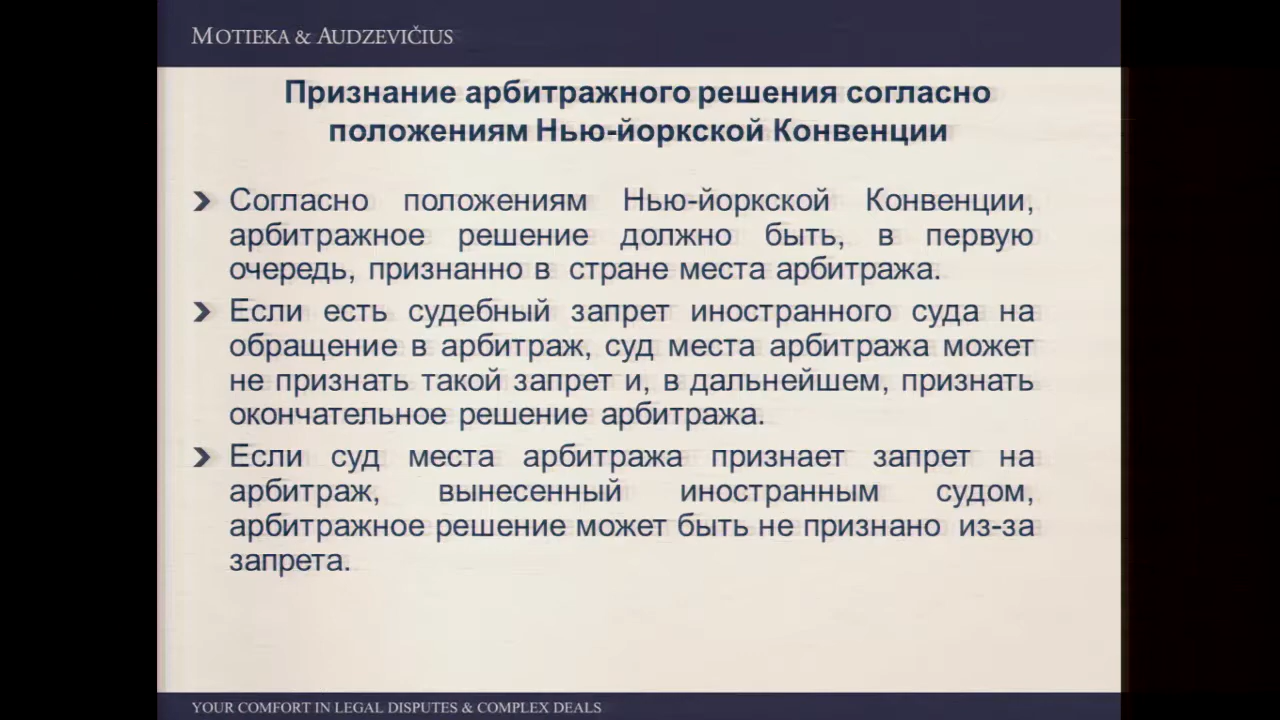 MOTIEKA & AUDZEVIČIUS
Признание арбитражного решения согласно
положениям Нью-йоркской Конвенции
Согласно положениям Нью-йоркской Конвенции,
арбитражное решение должно быть, в первую
очередь, признанно в стране места арбитража.
Если есть судебный запрет иностранного суда на
обращение в арбитраж, суд места арбитража может
не признать такой запрет и, в дальнейшем, признать
окончательное решение арбитража.
Если суд места арбитража признает запрет на
арбитраж, вынесенный иностранным судом,
арбитражное решение может быть не признано из-за
запрета.
YOUR COMFORT IN LEGAL DISPUTES & COMPLEX DEALS